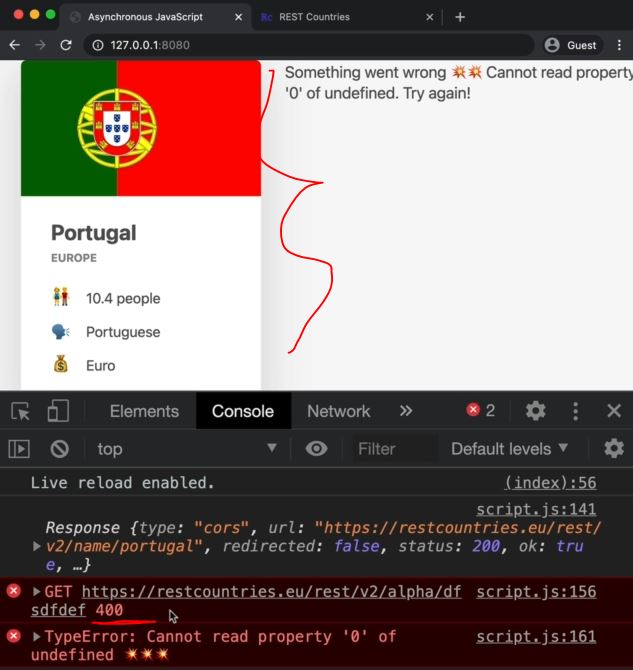 Asynchronous JavaScript
Rc REST Countries
127.0.0.1:8080
Guest
Something went wrong 💥💥 Cannot read property
'0' of undefined. Try again!
Portugal
EUROPE
10.4 people
Portuguese
Euro
Elements Console Network 2
top Filter Default levels
Live reload enabled. (index):56
script.js:141
Response {type: "cors", url: "https://restcountries.eu/rest/
v2/name/portugal", redirected: false, status: 200, ok: tru
e, …}
GET https://restcountries.eu/rest/v2/alpha/df script.js:156
sdfdef 400
TypeError: Cannot read property '0' of script.js:161
undefined 💥💥💥